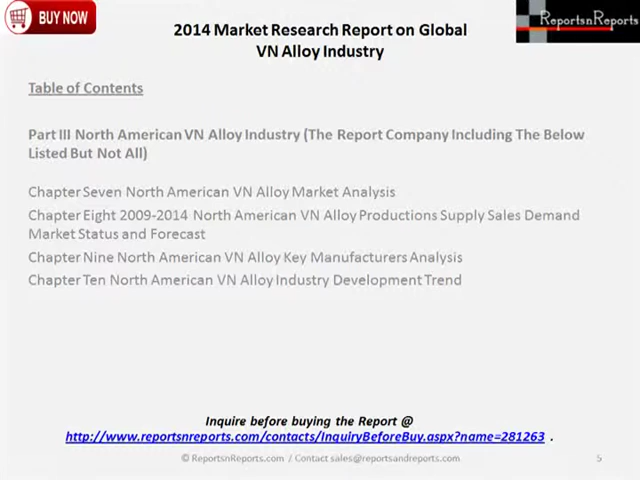 BUY NOW
2014 Market Research Report on Global
VN Alloy Industry
ReportsnReports
Table of Contents
Part III North American VN Alloy Industry (The Report Company Including The Below
Listed But Not All)
Chapter Seven North American VN Alloy Market Analysis
Chapter Eight 2009-2014 North American VN Alloy Productions Supply Sales Demand
Market Status and Forecast
Chapter Nine North American VN Alloy Key Manufacturers Analysis
Chapter Ten North American VN Alloy Industry Development Trend
Inquire before buying the Report @
http://www.reportsnreports.com/contacts/InquiryBeforeBuy.aspx?name=281263 .
© ReportsnReports.com / Contact sales@reportsandreports.com
5